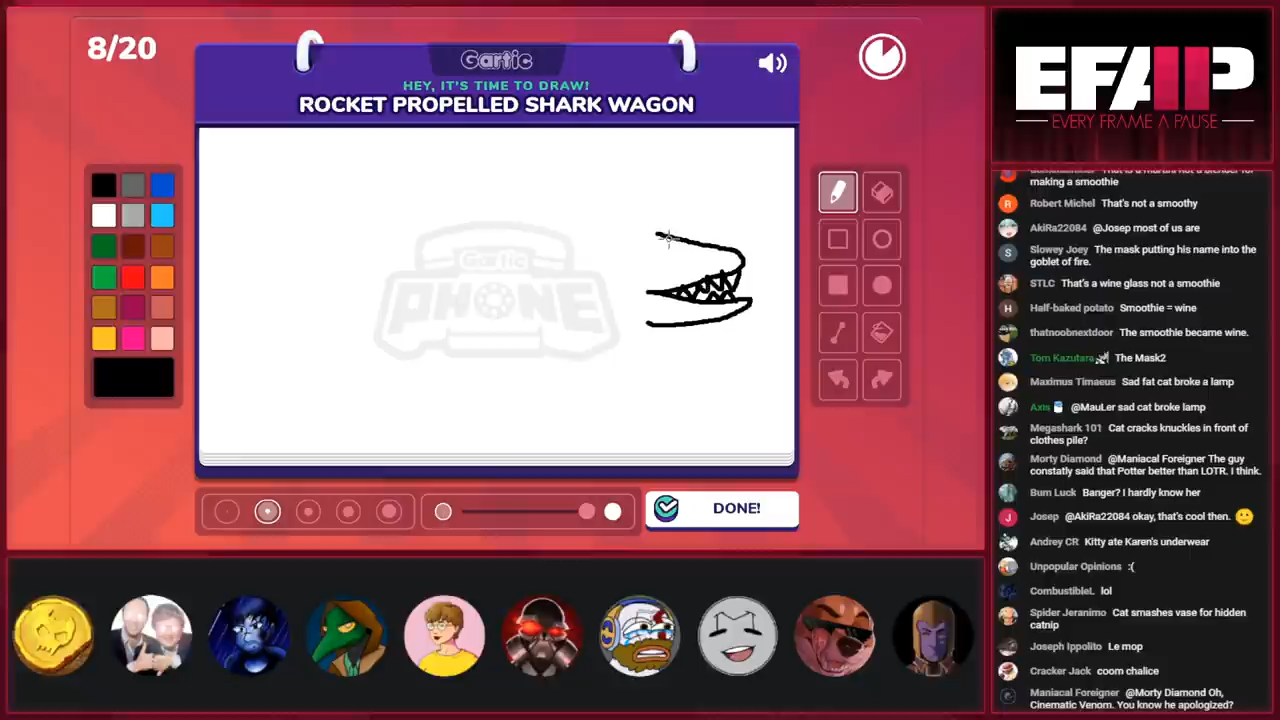 8/20
Gartic
HEY, IT'S TIME TO DRAW!
ROCKET PROPELLED SHARK WAGON
Gartic
PHONE
DONE!
EFAP
EVERY FRAME A PAUSE
making a smoothie
Robert Michel That's not a smoothy
AkiRa22084 @Josep most of us are
Slowey Joey The mask putting his name into the
goblet of fire.
STLC That's a wine glass not a smoothie
Half-baked potato Smoothie = wine
thatnoobnextdoor The smoothie became wine.
Tom Kazutara The Mask2
Maximus Timaeus Sad fat cat broke a lamp
Axis @MauLer sad cat broke lamp
Megashark 101 Cat cracks knuckles in front of
clothes pile?
Morty Diamond @Maniacal Foreigner The guy
constatly said that Potter better than LOTR. I think.
Bum Luck Banger? I hardly know her
Josep @AkiRa22084 okay, that's cool then.
Andrey CR Kitty ate Karen's underwear
Unpopular Opinions :(
CombustibleL lol
Spider Jeranimo Cat smashes vase for hidden
catnip
Joseph Ippolito Le mop
Cracker Jack coom chalice
Maniacal Foreigner @Morty Diamond Oh,
Cinematic Venom. You know he apologized?